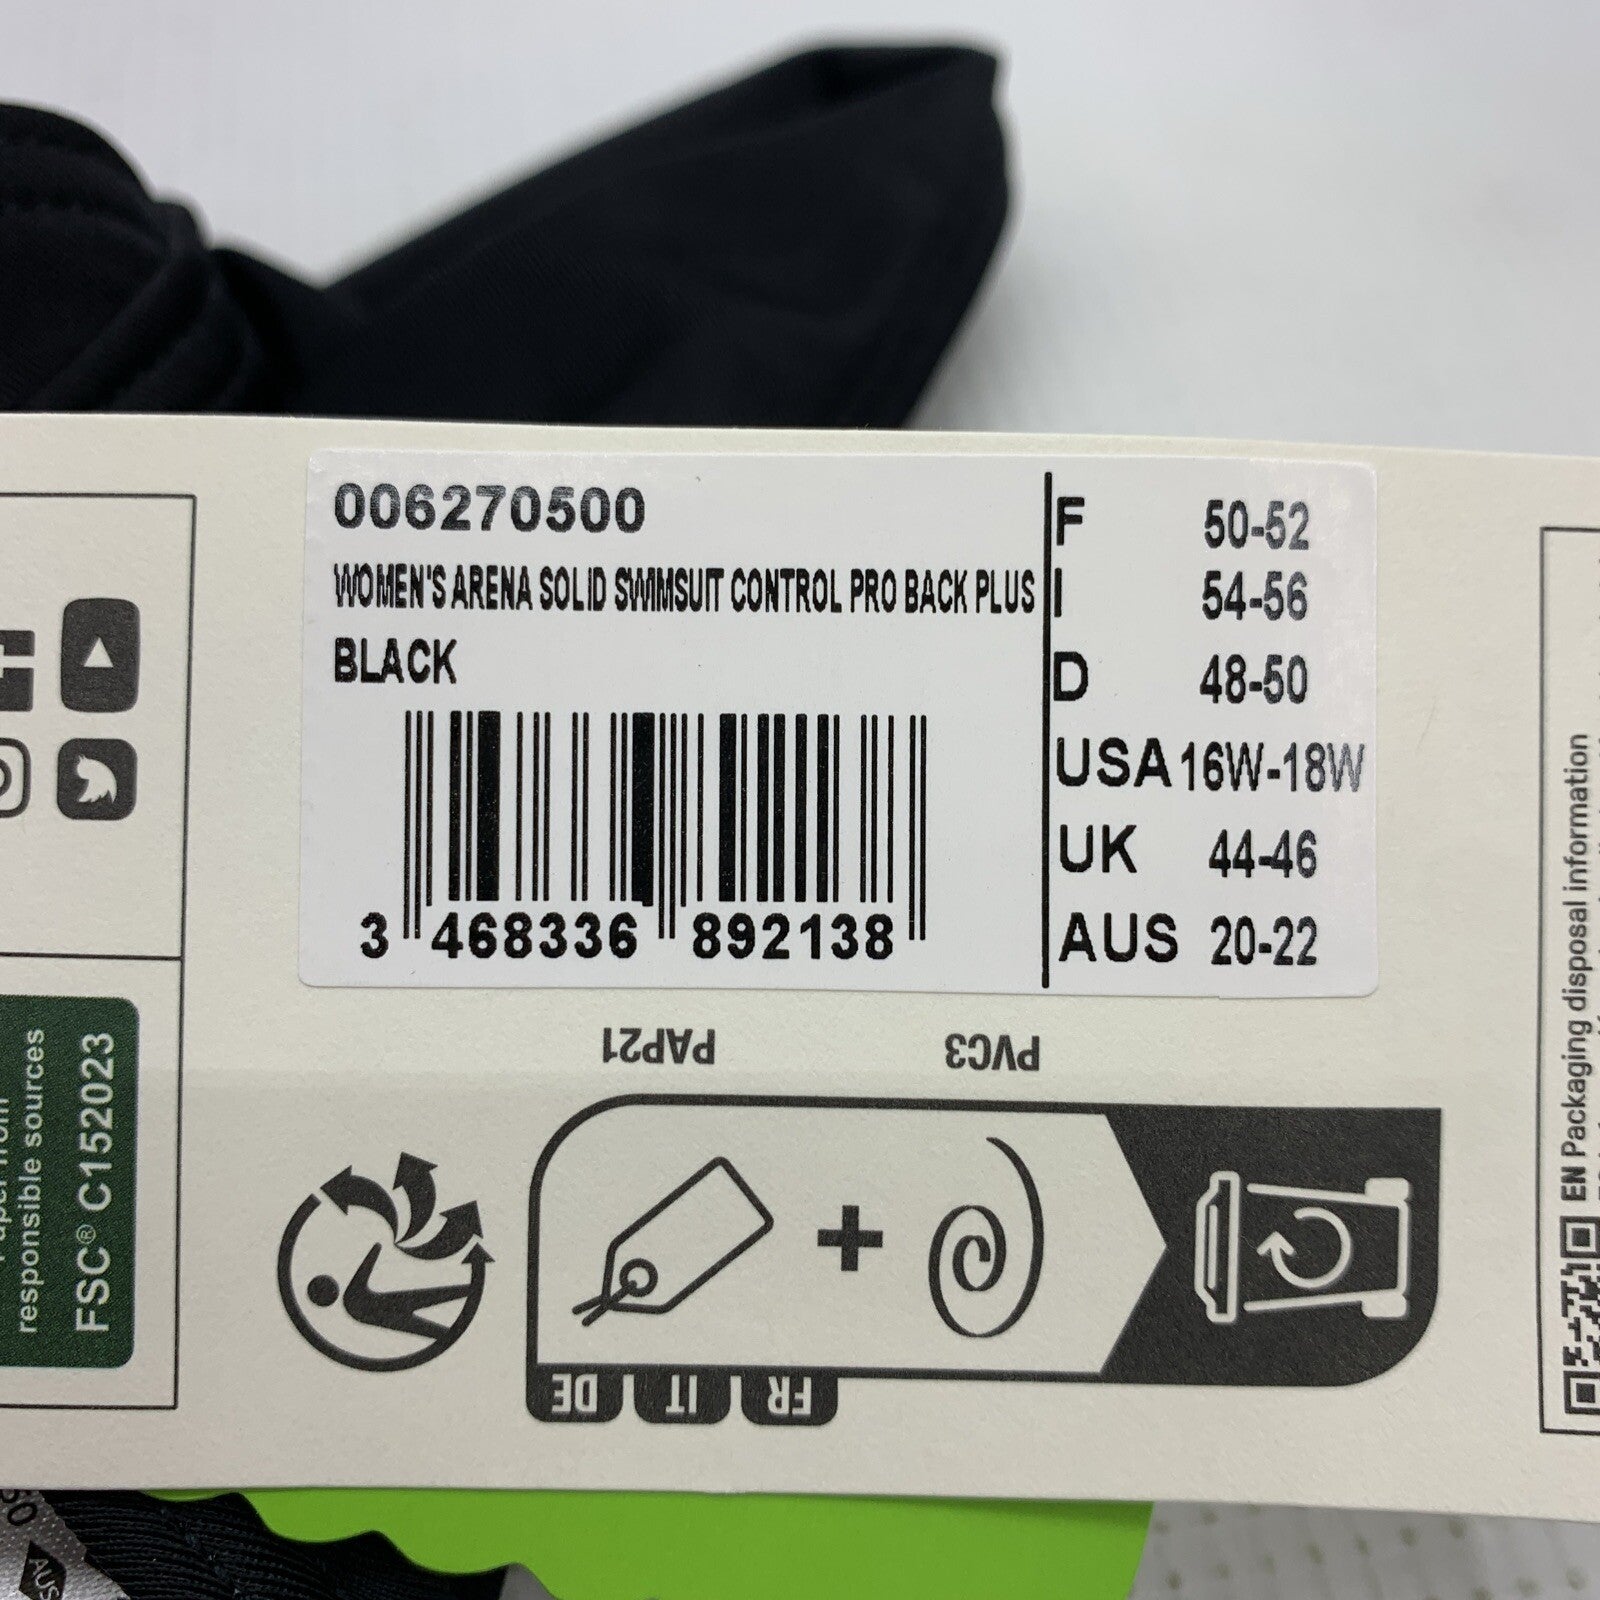 006270500
WOMEN'S ARENA SOLID SWIMSUIT CONTROL PRO BACK PLUS
BLACK
3 468336 892138
F 50-52
I 54-56
D 48-50
USA 16W-18W
UK 44-46
AUS 20-22
PAP21
PVC3
FR
IT
DE
responsible sources
FSC® C152023
EN Packaging disposal information
AUS